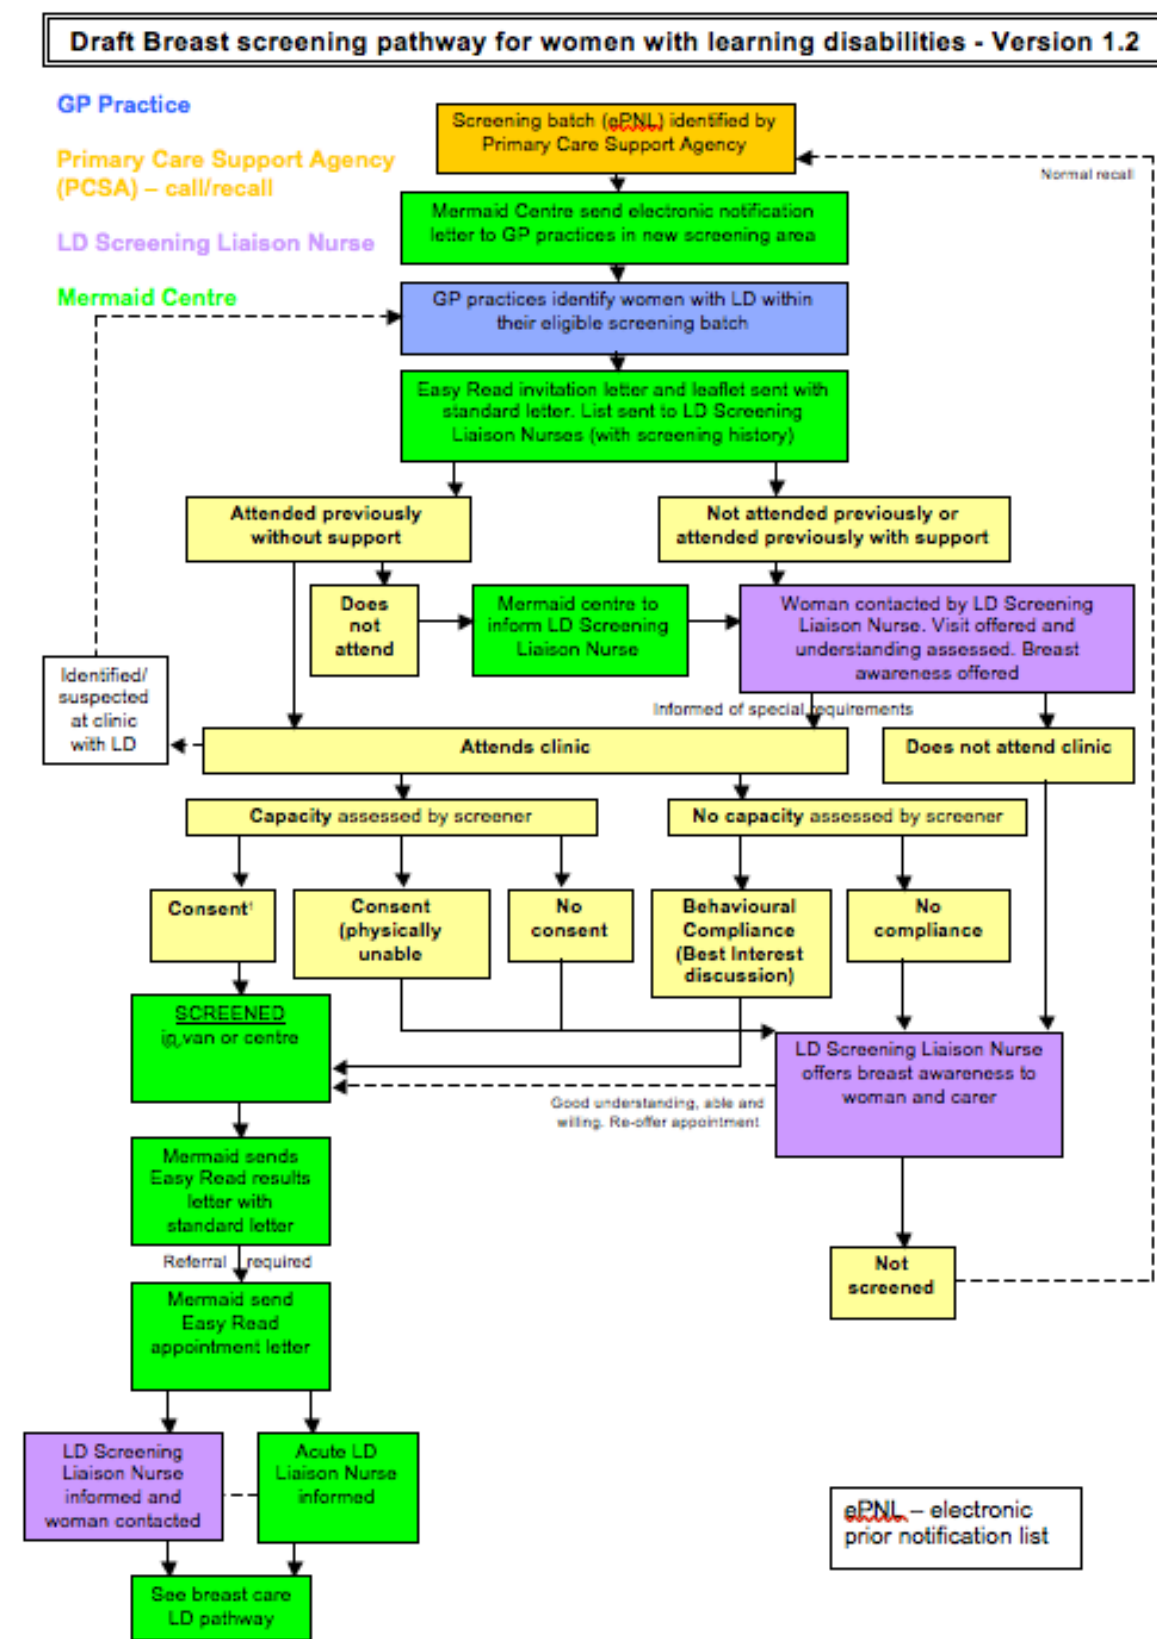 Draft Breast screening pathway for women with learning disabilities - Version 1.2
GP Practice
Primary Care Support Agency
(PCSA) – call/recall
LD Screening Liaison Nurse
Mermaid Centre
Screening batch (ePNL) identified by
Primary Care Support Agency
Normal recall
Mermaid Centre send electronic notification
letter to GP practices in new screening area
GP practices identify women with LD within
their eligible screening batch
Easy Read invitation letter and leaflet sent with
standard letter. List sent to LD Screening
Liaison Nurses (with screening history)
Attended previously
without support
Not attended previously or
attended previously with support
Does
not
attend
Mermaid centre to
inform LD Screening
Liaison Nurse
Woman contacted by LD Screening
Liaison Nurse. Visit offered and
understanding assessed. Breast
awareness offered
Identified/
suspected
at clinic
with LD
Informed of special requirements
Attends clinic
Does not attend clinic
Capacity assessed by screener
No capacity assessed by screener
Consent
Consent
(physically
unable
No
consent
Behavioural
Compliance
(Best Interest
discussion)
No
compliance
SCREENED
in van or centre
LD Screening Liaison Nurse
offers breast awareness to
woman and carer
Good understanding, able and
willing. Re-offer appointment
Mermaid sends
Easy Read results
letter with
standard letter
Referral required
Not
screened
Mermaid send
Easy Read
appointment letter
LD Screening
Liaison Nurse
informed and
woman contacted
Acute LD
Liaison Nurse
informed
ePNL – electronic
prior notification list
See breast care
LD pathway